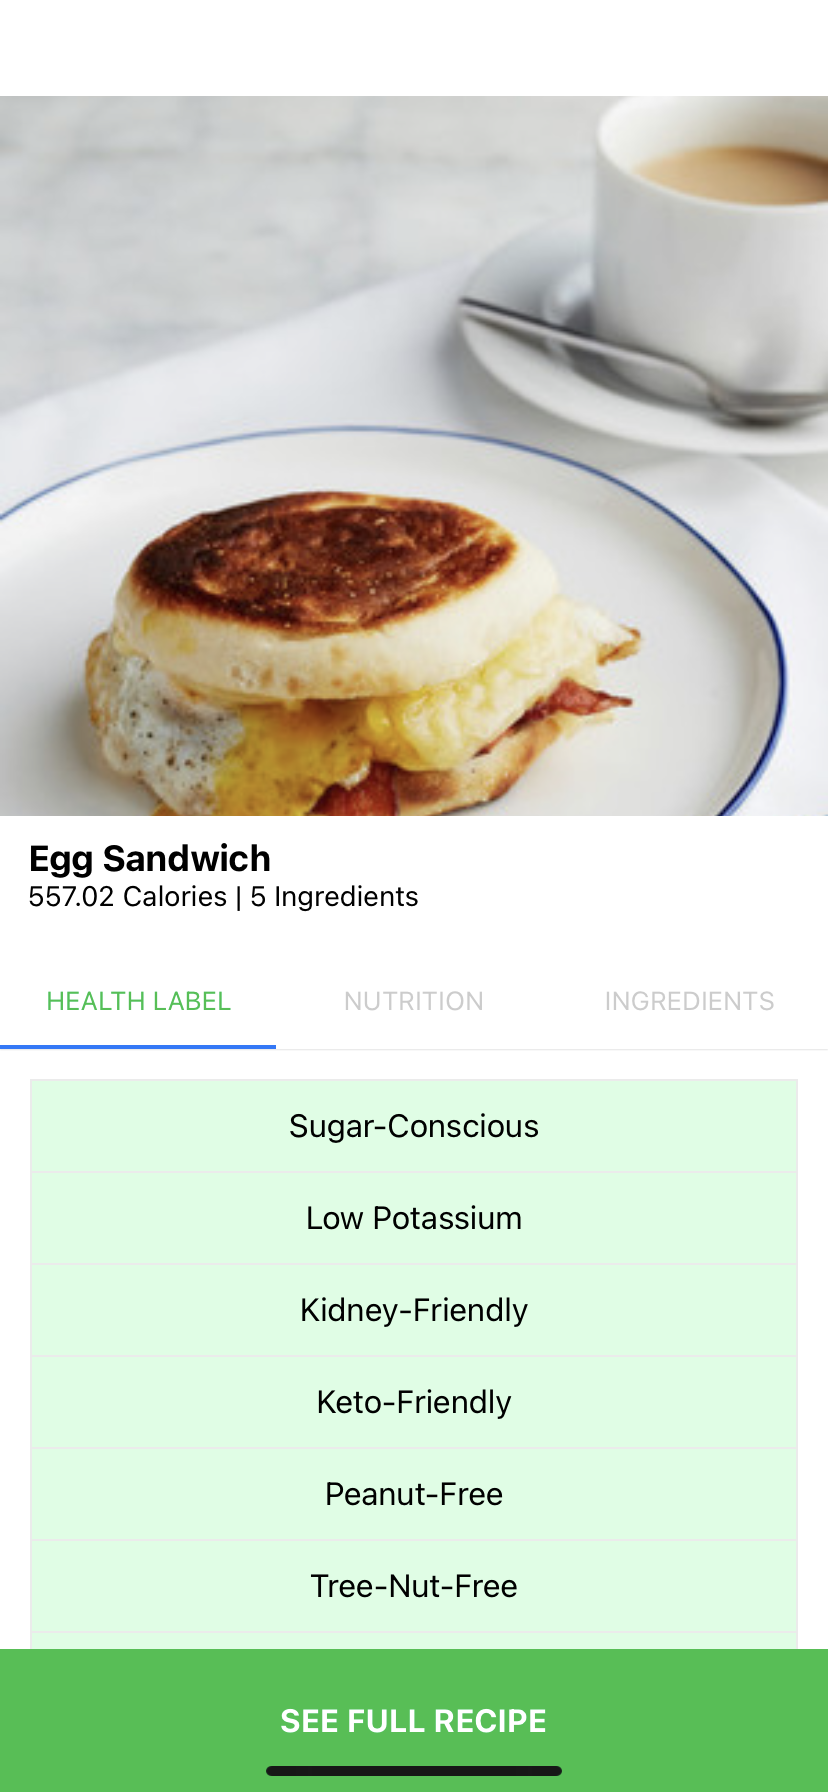 Egg Sandwich
557.02 Calories | 5 Ingredients
HEALTH LABEL
NUTRITION
INGREDIENTS
Sugar-Conscious
Low Potassium
Kidney-Friendly
Keto-Friendly
Peanut-Free
Tree-Nut-Free
SEE FULL RECIPE